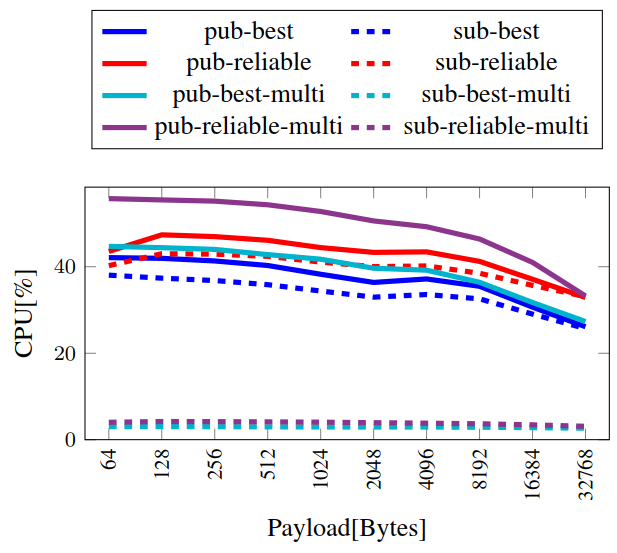 pub-best sub-best
pub-reliable sub-reliable
pub-best-multi sub-best-multi
pub-reliable-multi sub-reliable-multi
40
20
0
CPU[%]
64 128 256 512 1024 2048 4096 8192 16384 32768
Payload[Bytes]